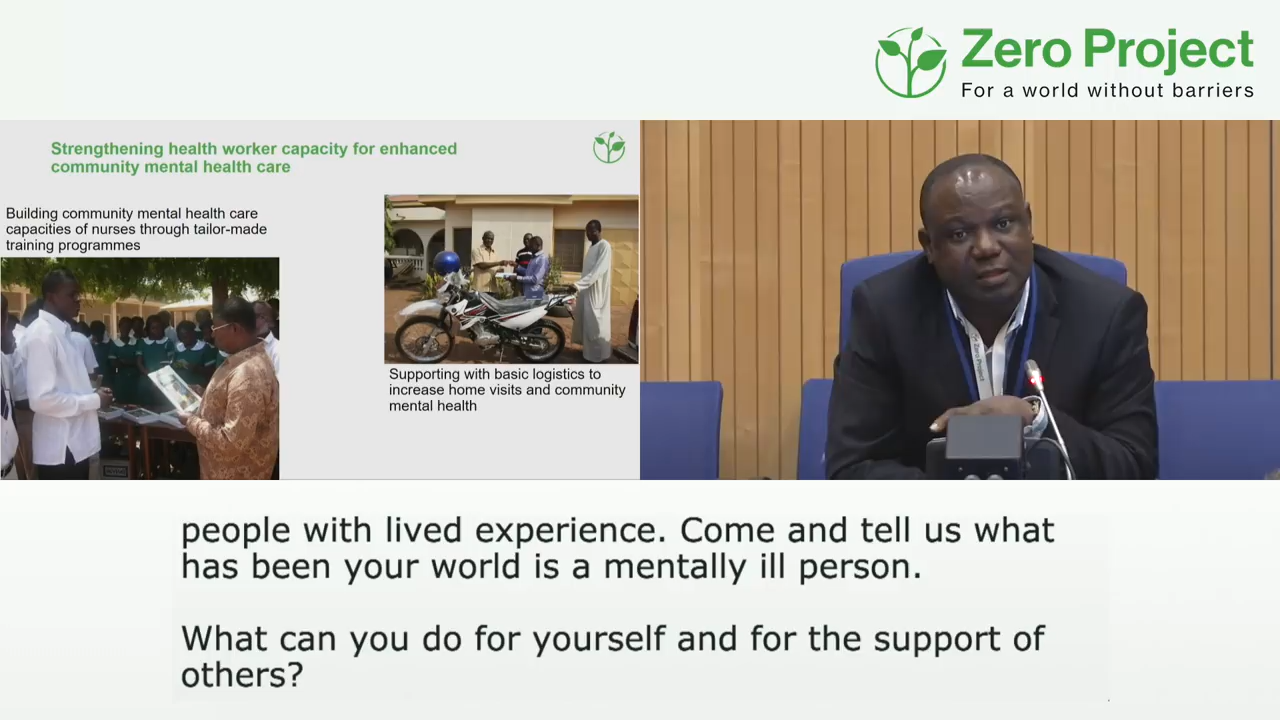 Zero Project
For a world without barriers
Strengthening health worker capacity for enhanced
community mental health care
Building community mental health care
capacities of nurses through tailor-made
training programmes
Supporting with basic logistics to
increase home visits and community
mental health
people with lived experience. Come and tell us what
has been your world is a mentally ill person.
What can you do for yourself and for the support of
others?